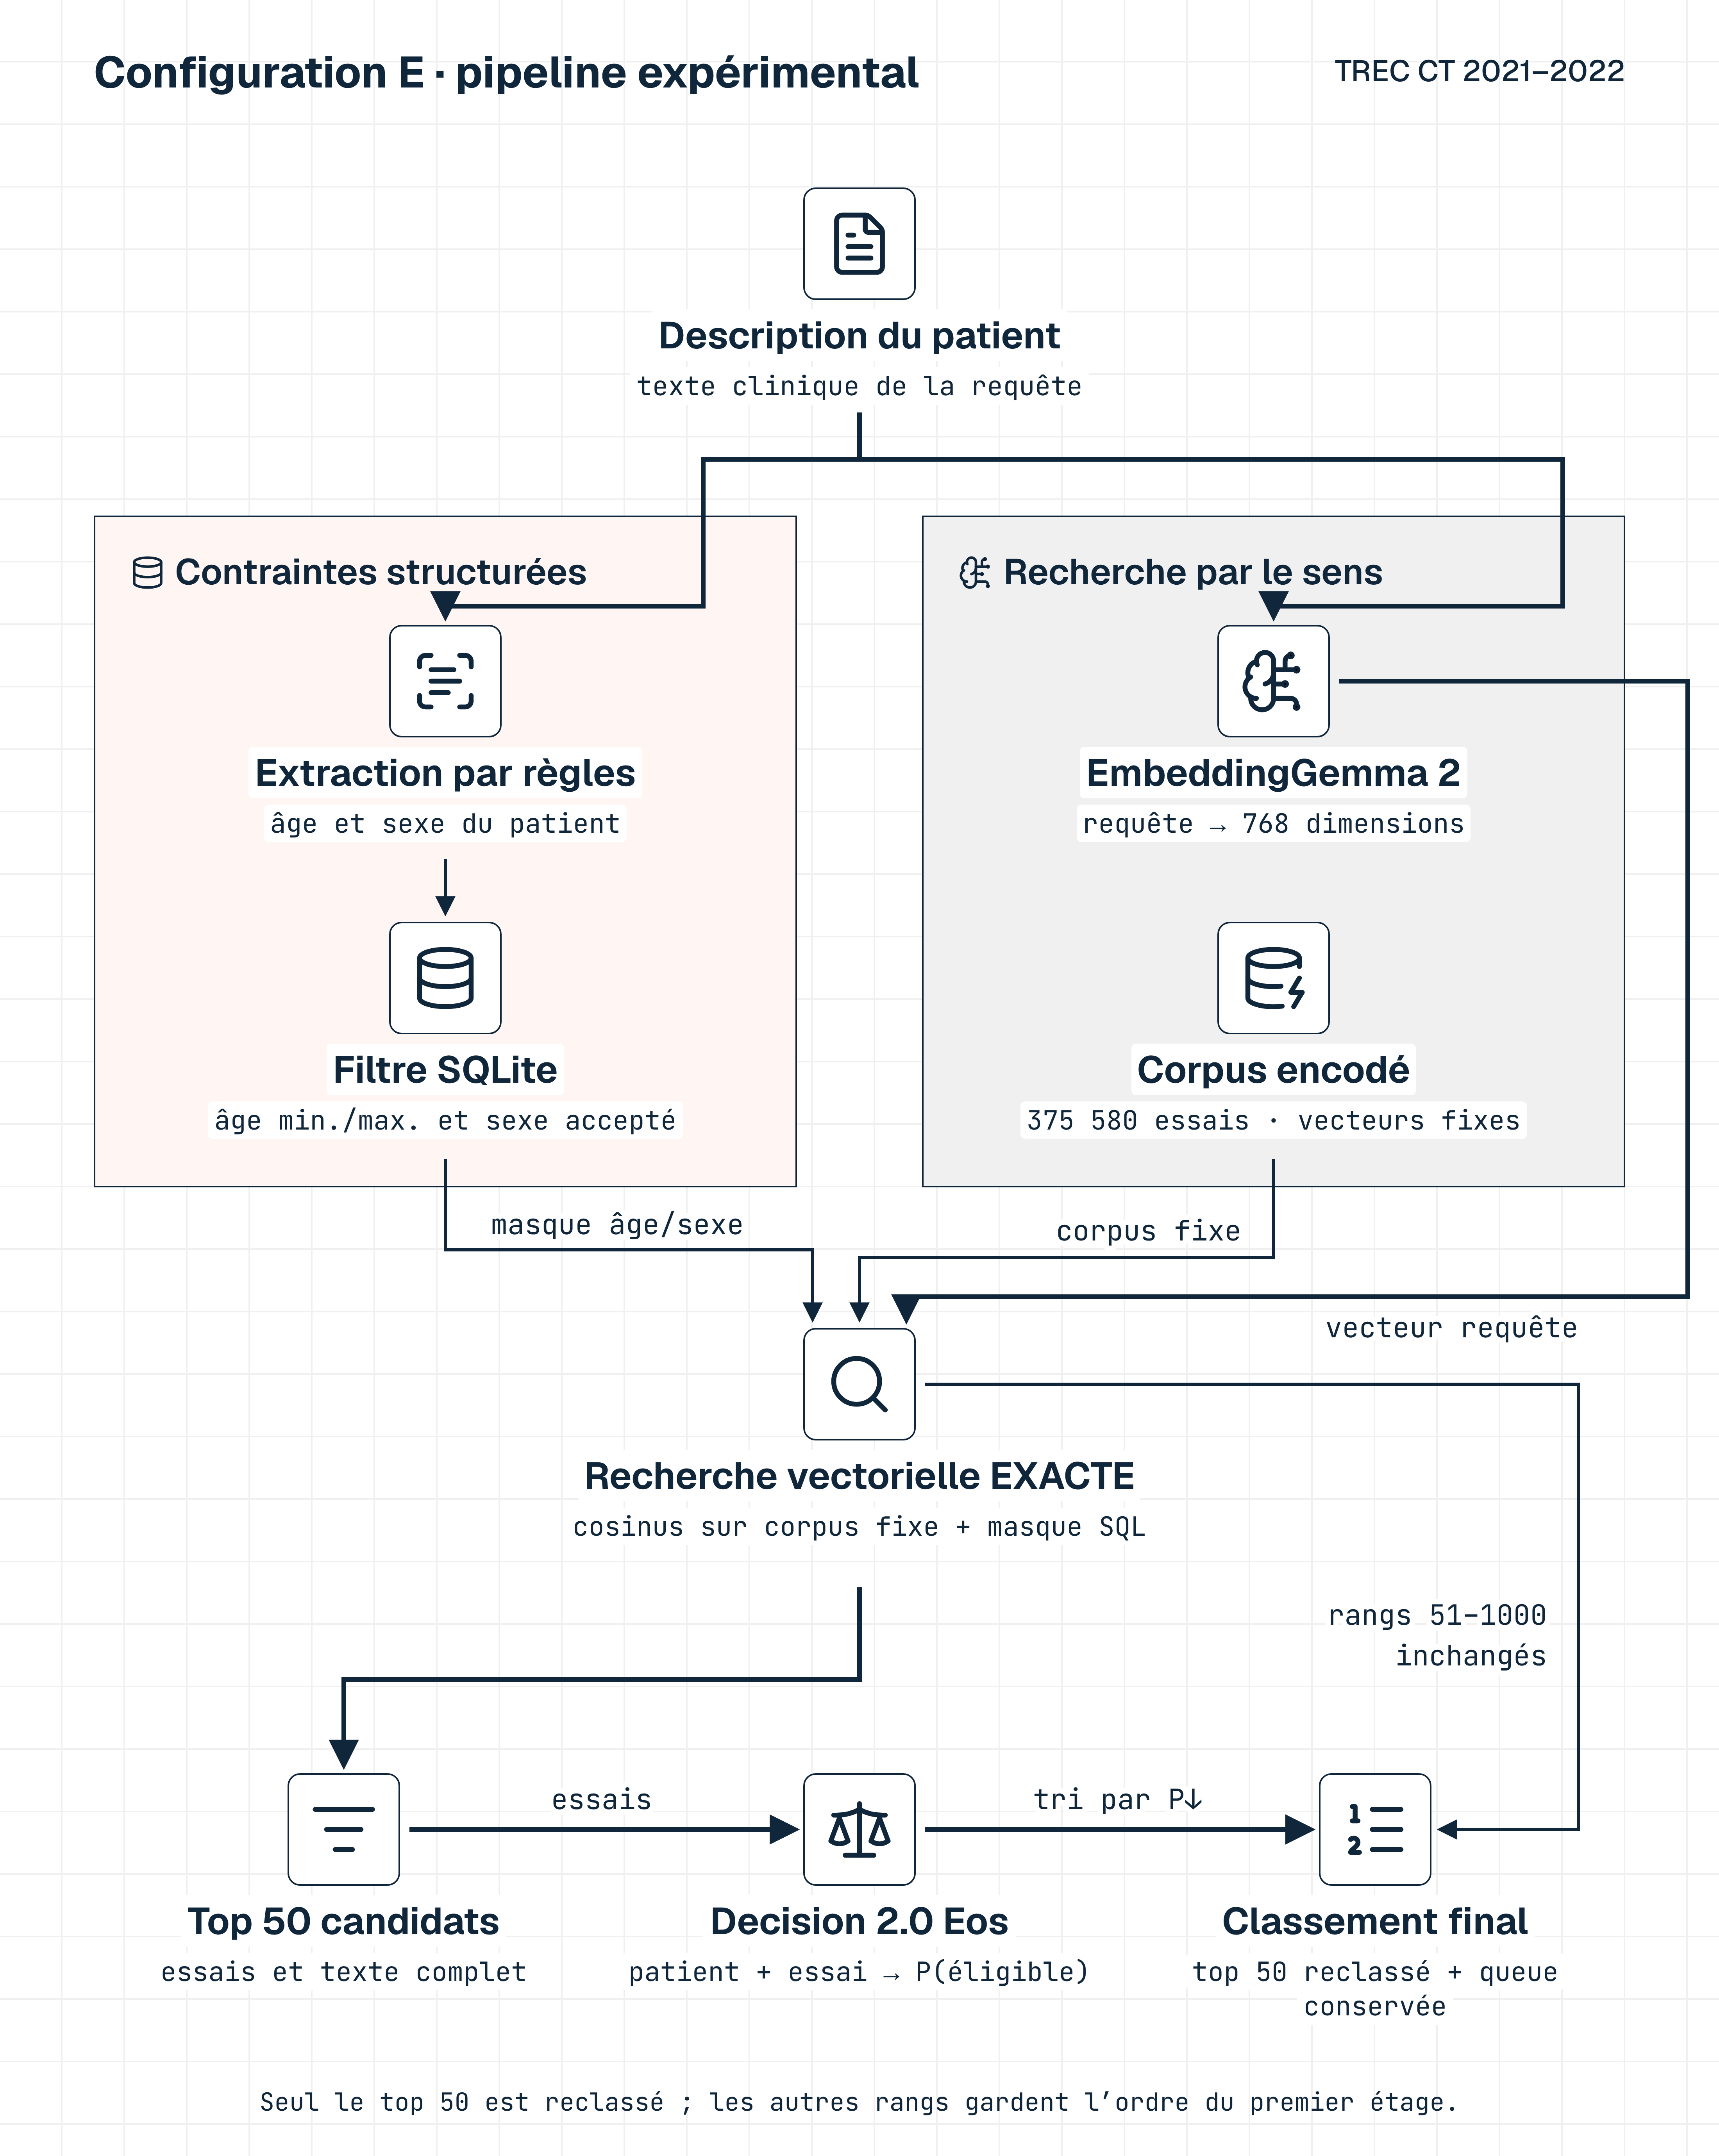 Configuration E · pipeline expérimental
TREC CT 2021–2022
Description du patient
texte clinique de la requête
Contraintes structurées
Recherche par le sens
Extraction par règles
âge et sexe du patient
EmbeddingGemma 2
requête → 768 dimensions
Filtre SQLite
âge min./max. et sexe accepté
Corpus encodé
375 580 essais · vecteurs fixes
masque âge/sexe
corpus fixe
vecteur requête
Recherche vectorielle EXACTE
cosinus sur corpus fixe + masque SQL
rangs 51–1000
inchangés
essais
tri par P↓
1
2
Top 50 candidats
essais et texte complet
Decision 2.0 Eos
patient + essai → P(éligible)
Classement final
top 50 reclassé + queue
conservée
Seul le top 50 est reclassé ; les autres rangs gardent l’ordre du premier étage.